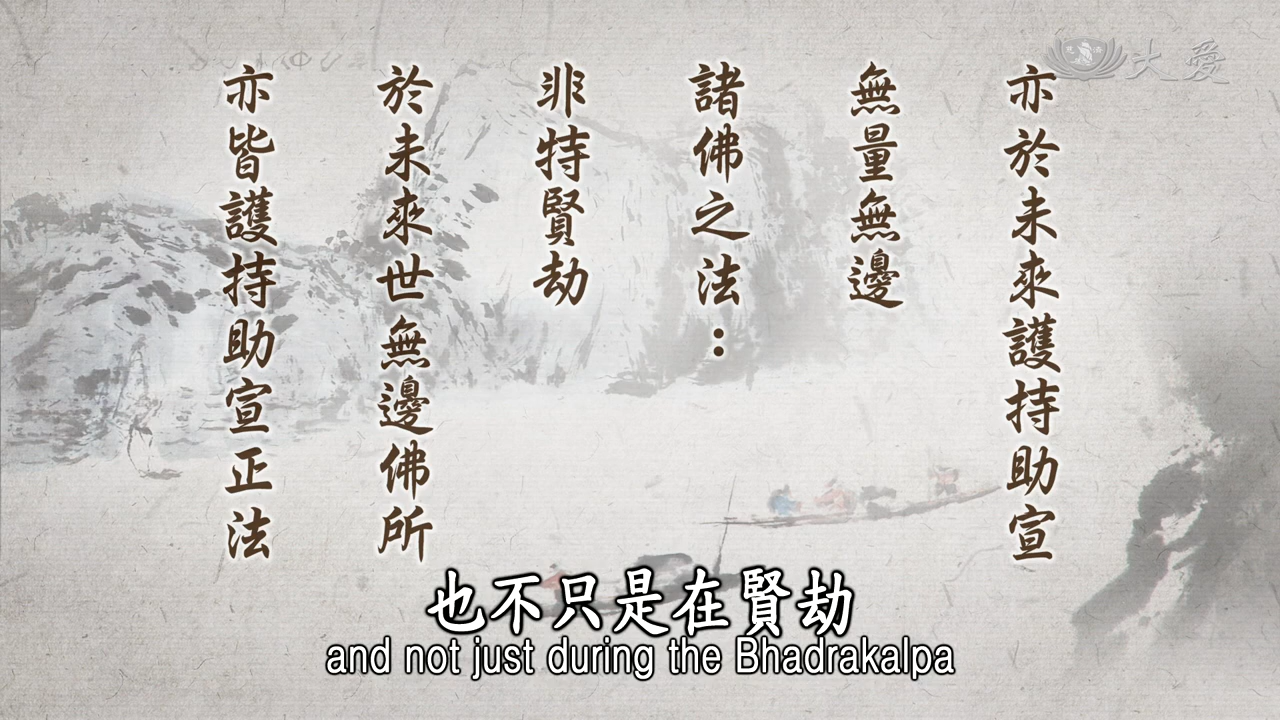 大愛
亦於未來護持助宣
無量無邊
諸佛之法：
非特賢劫
於未來世無邊佛所
亦皆護持助宣正法
也不只是在賢劫
and not just during the Bhadrakalpa